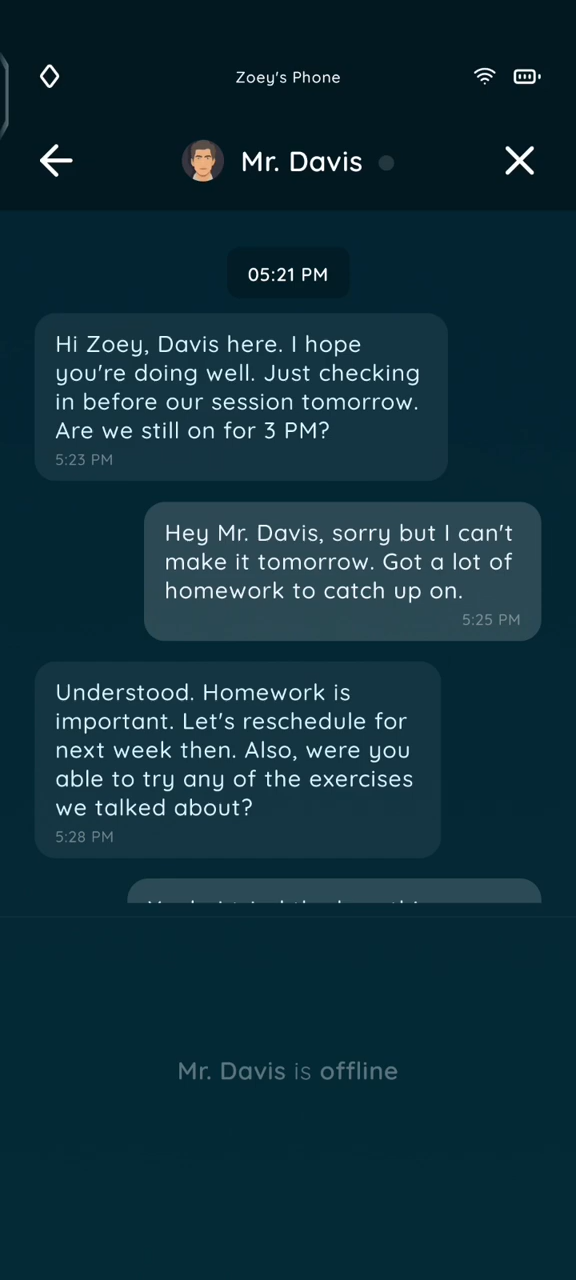 Zoey's Phone
Mr. Davis
05:21 PM
Hi Zoey, Davis here. I hope
you're doing well. Just checking
in before our session tomorrow.
Are we still on for 3 PM?
5:23 PM
Hey Mr. Davis, sorry but I can't
make it tomorrow. Got a lot of
homework to catch up on.
5:25 PM
Understood. Homework is
important. Let's reschedule for
next week then. Also, were you
able to try any of the exercises
we talked about?
5:28 PM
Mr. Davis is offline